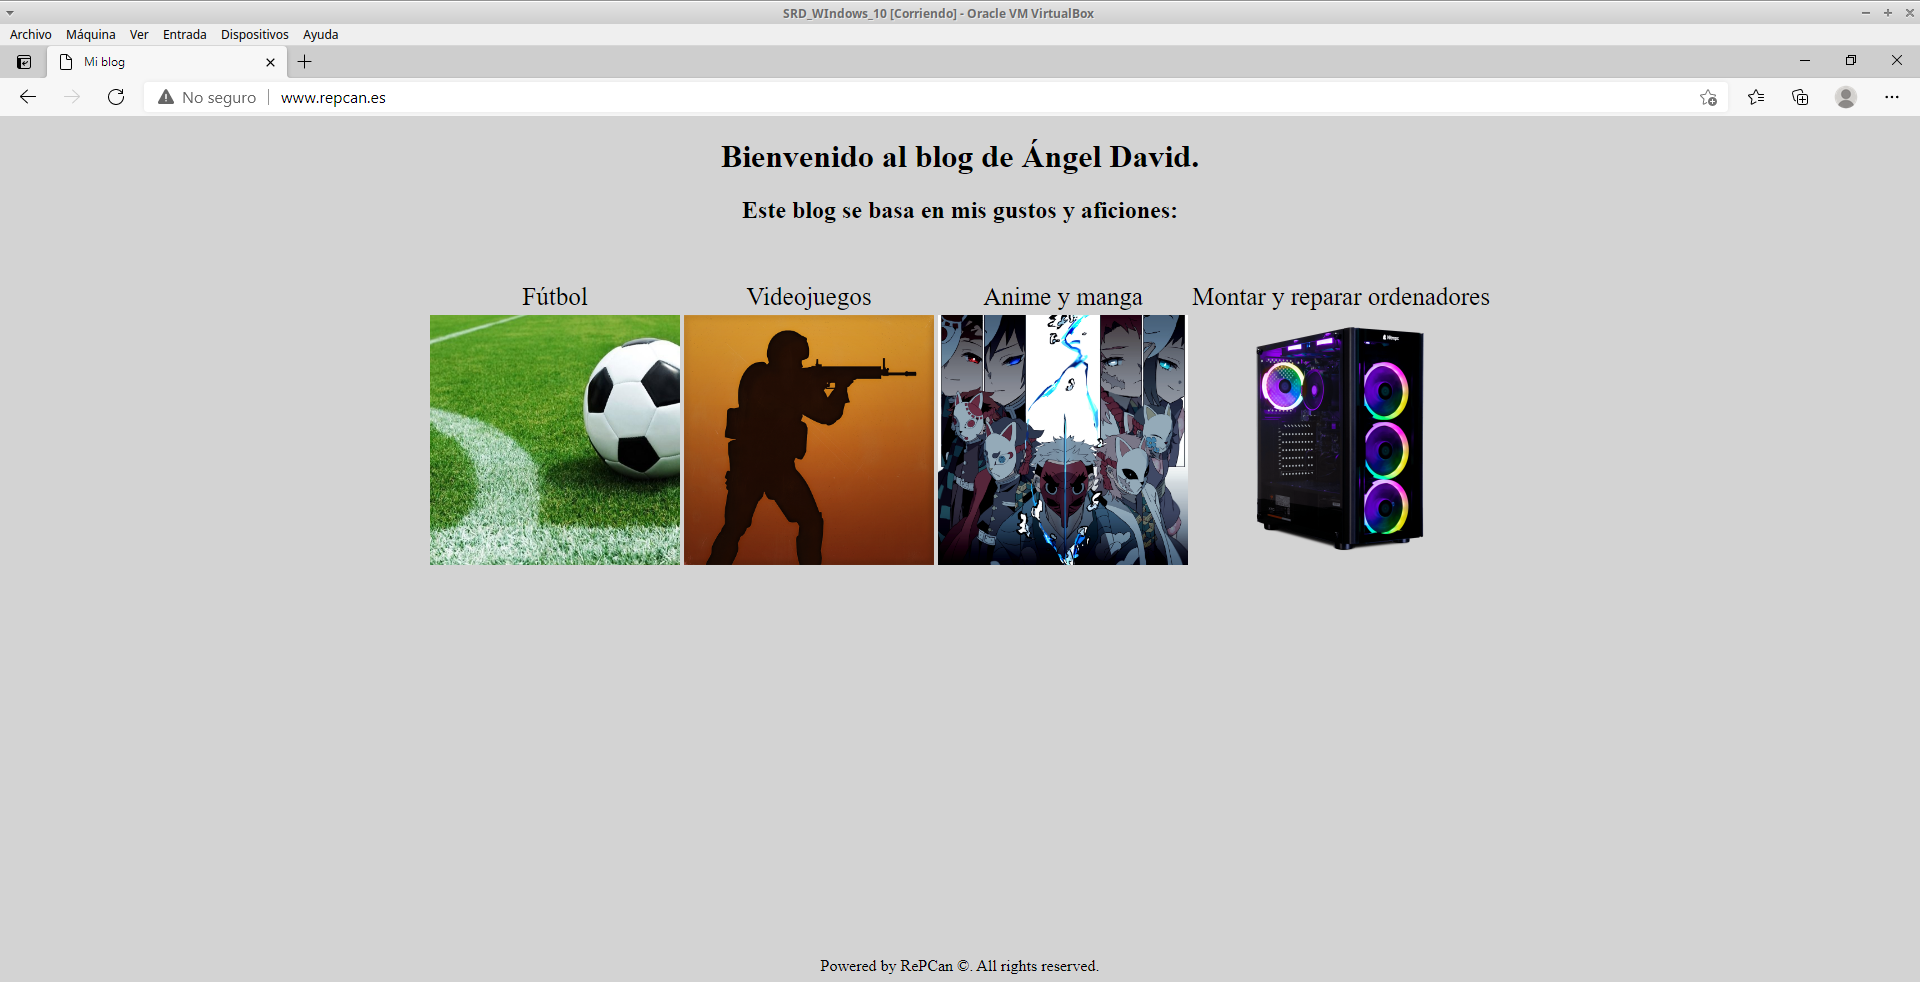 SRD_WIndows_10 [Corriendo] - Oracle VM VirtualBox
Archivo Máquina Ver Entrada Dispositivos Ayuda
Mi blog
No seguro www.repcan.es
Bienvenido al blog de Ángel David.
Este blog se basa en mis gustos y aficiones:
Fútbol Videojuegos Anime y manga Montar y reparar ordenadores
Powered by RePCan ©. All rights reserved.